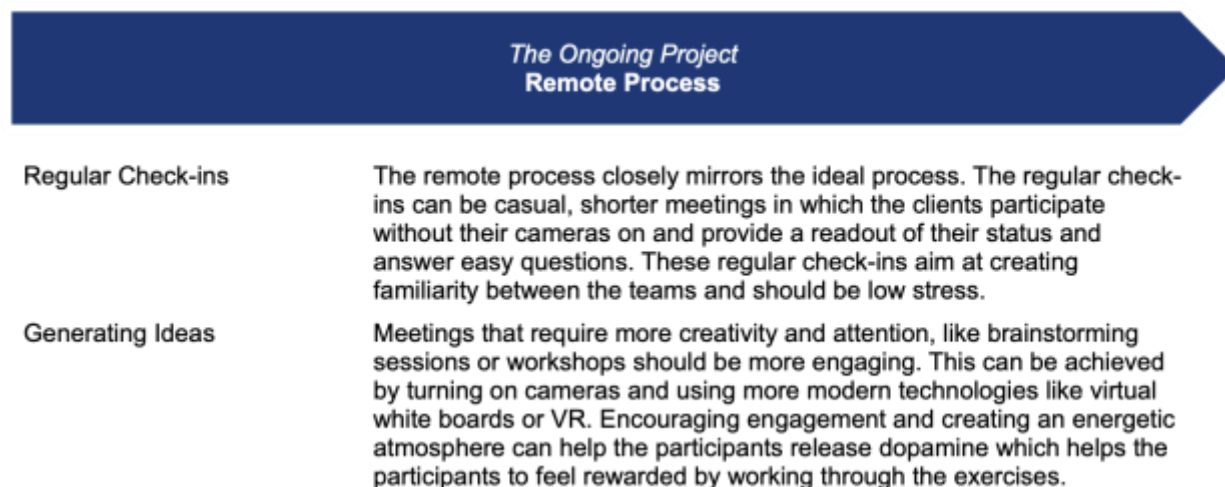 The Ongoing Project
Remote Process
Regular Check-ins
The remote process closely mirrors the ideal process. The regular check-
ins can be casual, shorter meetings in which the clients participate
without their cameras on and provide a readout of their status and
answer easy questions. These regular check-ins aim at creating
familiarity between the teams and should be low stress.
Generating Ideas
Meetings that require more creativity and attention, like brainstorming
sessions or workshops should be more engaging. This can be achieved
by turning on cameras and using more modern technologies like virtual
white boards or VR. Encouraging engagement and creating an energetic
atmosphere can help the participants release dopamine which helps the
participants to feel rewarded by working through the exercises.